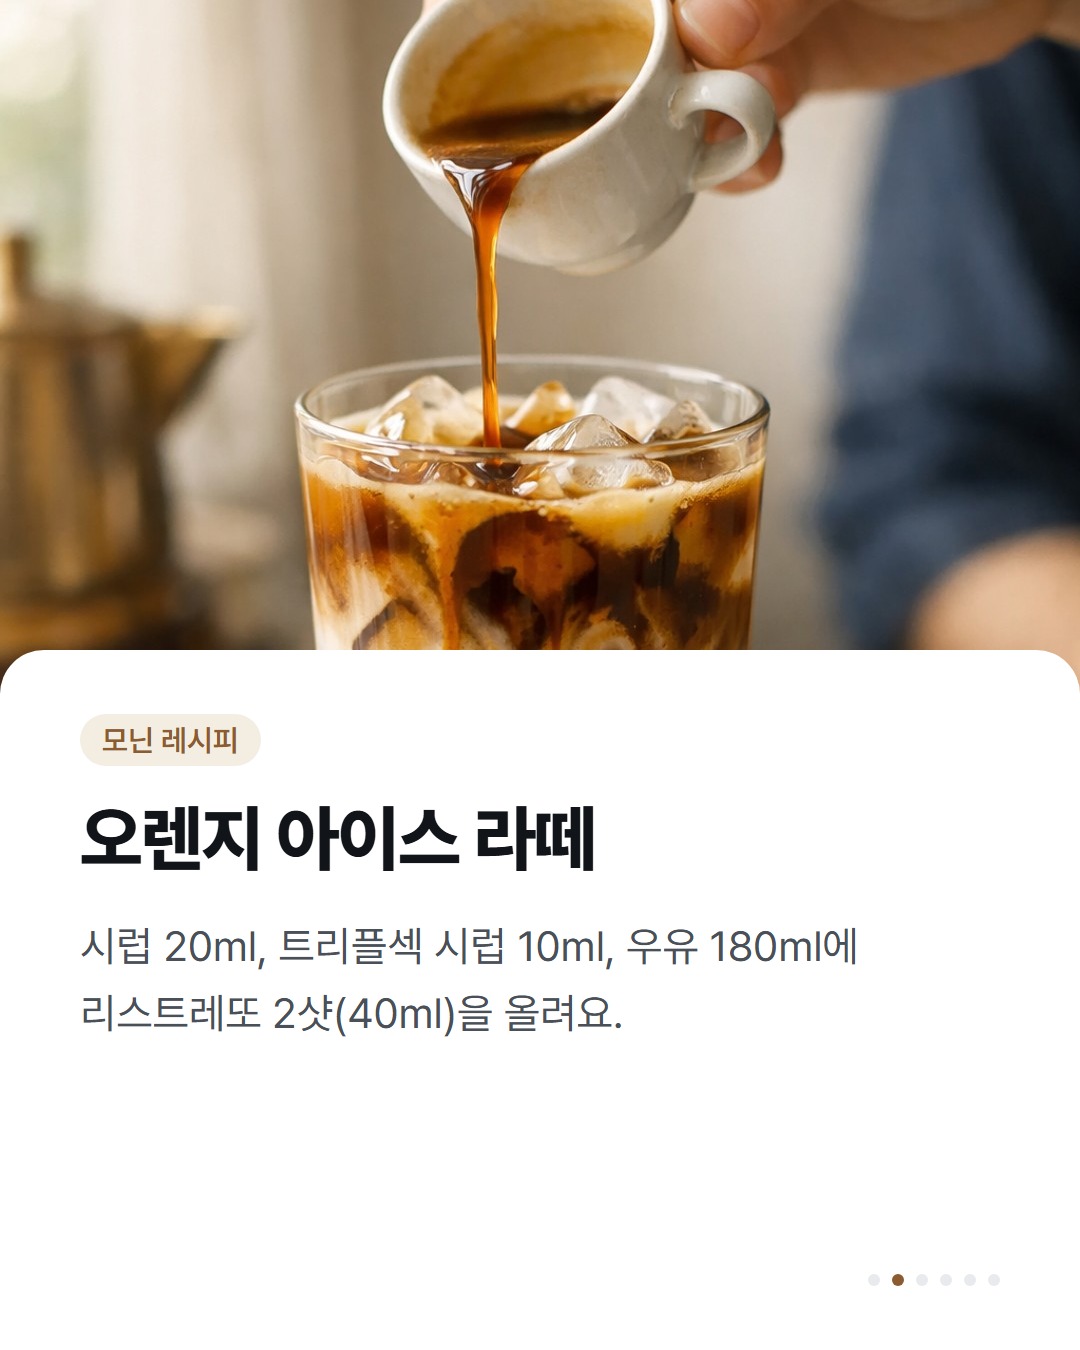 모닌 레시피
오렌지 아이스 라떼
시럽 20ml, 트리플섹 시럽 10ml, 우유 180ml에
리스트레또 2샷(40ml)을 올려요.